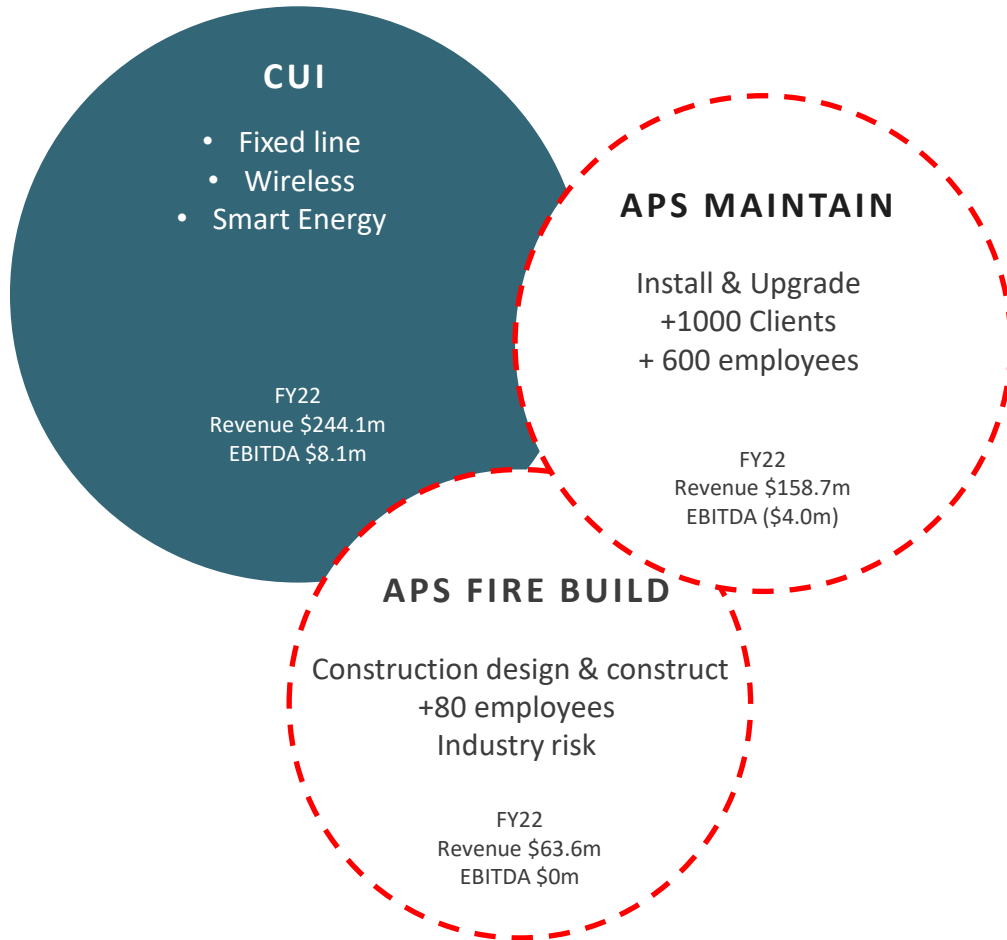 CUI
• Fixed line
• Wireless
• Smart Energy
FY22
Revenue $244.1m
EBITDA $8.1m
APS MAINTAIN
Install & Upgrade
+1000 Clients
+ 600 employees
FY22
Revenue $158.7m
EBITDA ($4.0m)
APS FIRE BUILD
Construction design & construct
+80 employees
Industry risk
FY22
Revenue $63.6m
EBITDA $0m